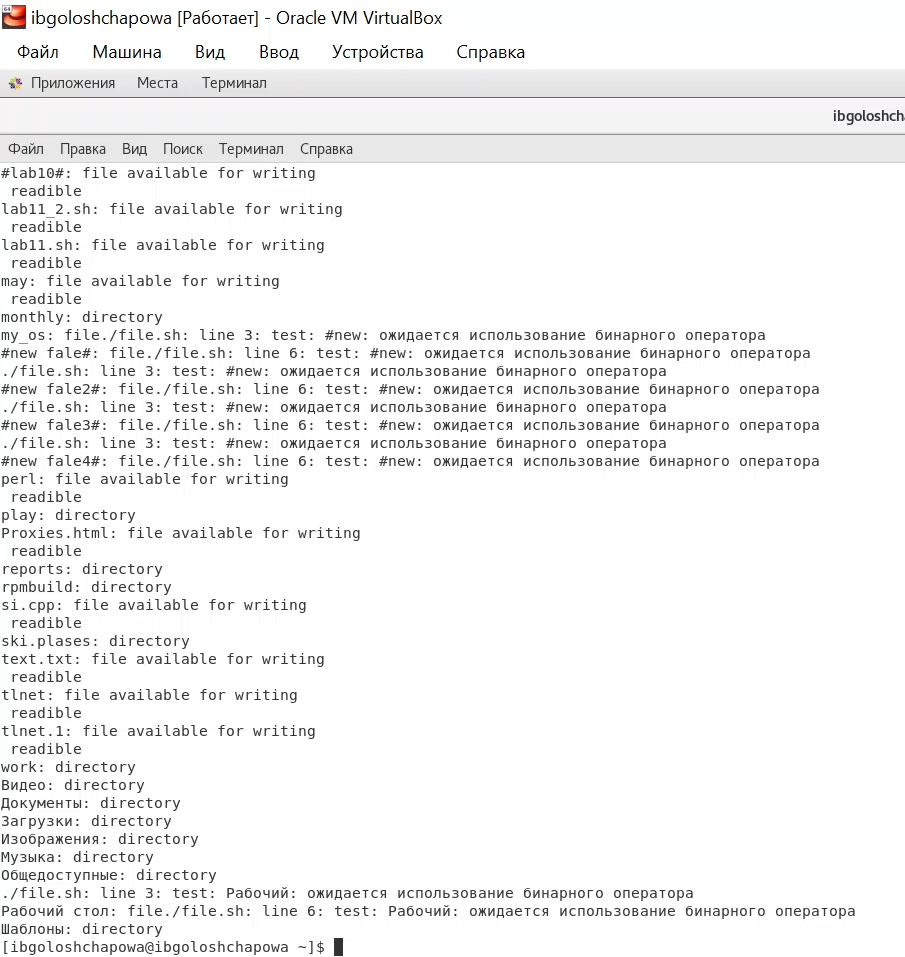 ibgoloshchapowa [Работает] - Oracle VM VirtualBox
Файл Машина Вид Ввод Устройства Справка
Приложения Места Терминал
ibgoloshch
Файл Правка Вид Поиск Терминал Справка
#lab10#: file available for writing
readible
lab11_2.sh: file available for writing
readible
lab11.sh: file available for writing
readible
may: file available for writing
readible
monthly: directory
my_os: file./file.sh: line 3: test: #new: ожидается использование бинарного оператора
#new fale#: file./file.sh: line 6: test: #new: ожидается использование бинарного оператора
./file.sh: line 3: test: #new: ожидается использование бинарного оператора
#new fale2#: file./file.sh: line 6: test: #new: ожидается использование бинарного оператора
./file.sh: line 3: test: #new: ожидается использование бинарного оператора
#new fale3#: file./file.sh: line 6: test: #new: ожидается использование бинарного оператора
./file.sh: line 3: test: #new: ожидается использование бинарного оператора
#new fale4#: file./file.sh: line 6: test: #new: ожидается использование бинарного оператора
perl: file available for writing
readible
play: directory
Proxies.html: file available for writing
readible
reports: directory
rpmbuild: directory
si.cpp: file available for writing
readible
ski.plases: directory
text.txt: file available for writing
readible
tlnet: file available for writing
readible
tlnet.1: file available for writing
readible
work: directory
Видео: directory
Документы: directory
Загрузки: directory
Изображения: directory
Музыка: directory
Общедоступные: directory
./file.sh: line 3: test: Рабочий: ожидается использование бинарного оператора
Рабочий стол: file./file.sh: line 6: test: Рабочий: ожидается использование бинарного оператора
Шаблоны: directory
[ibgoloshchapowa@ibgoloshchapowa ~]$